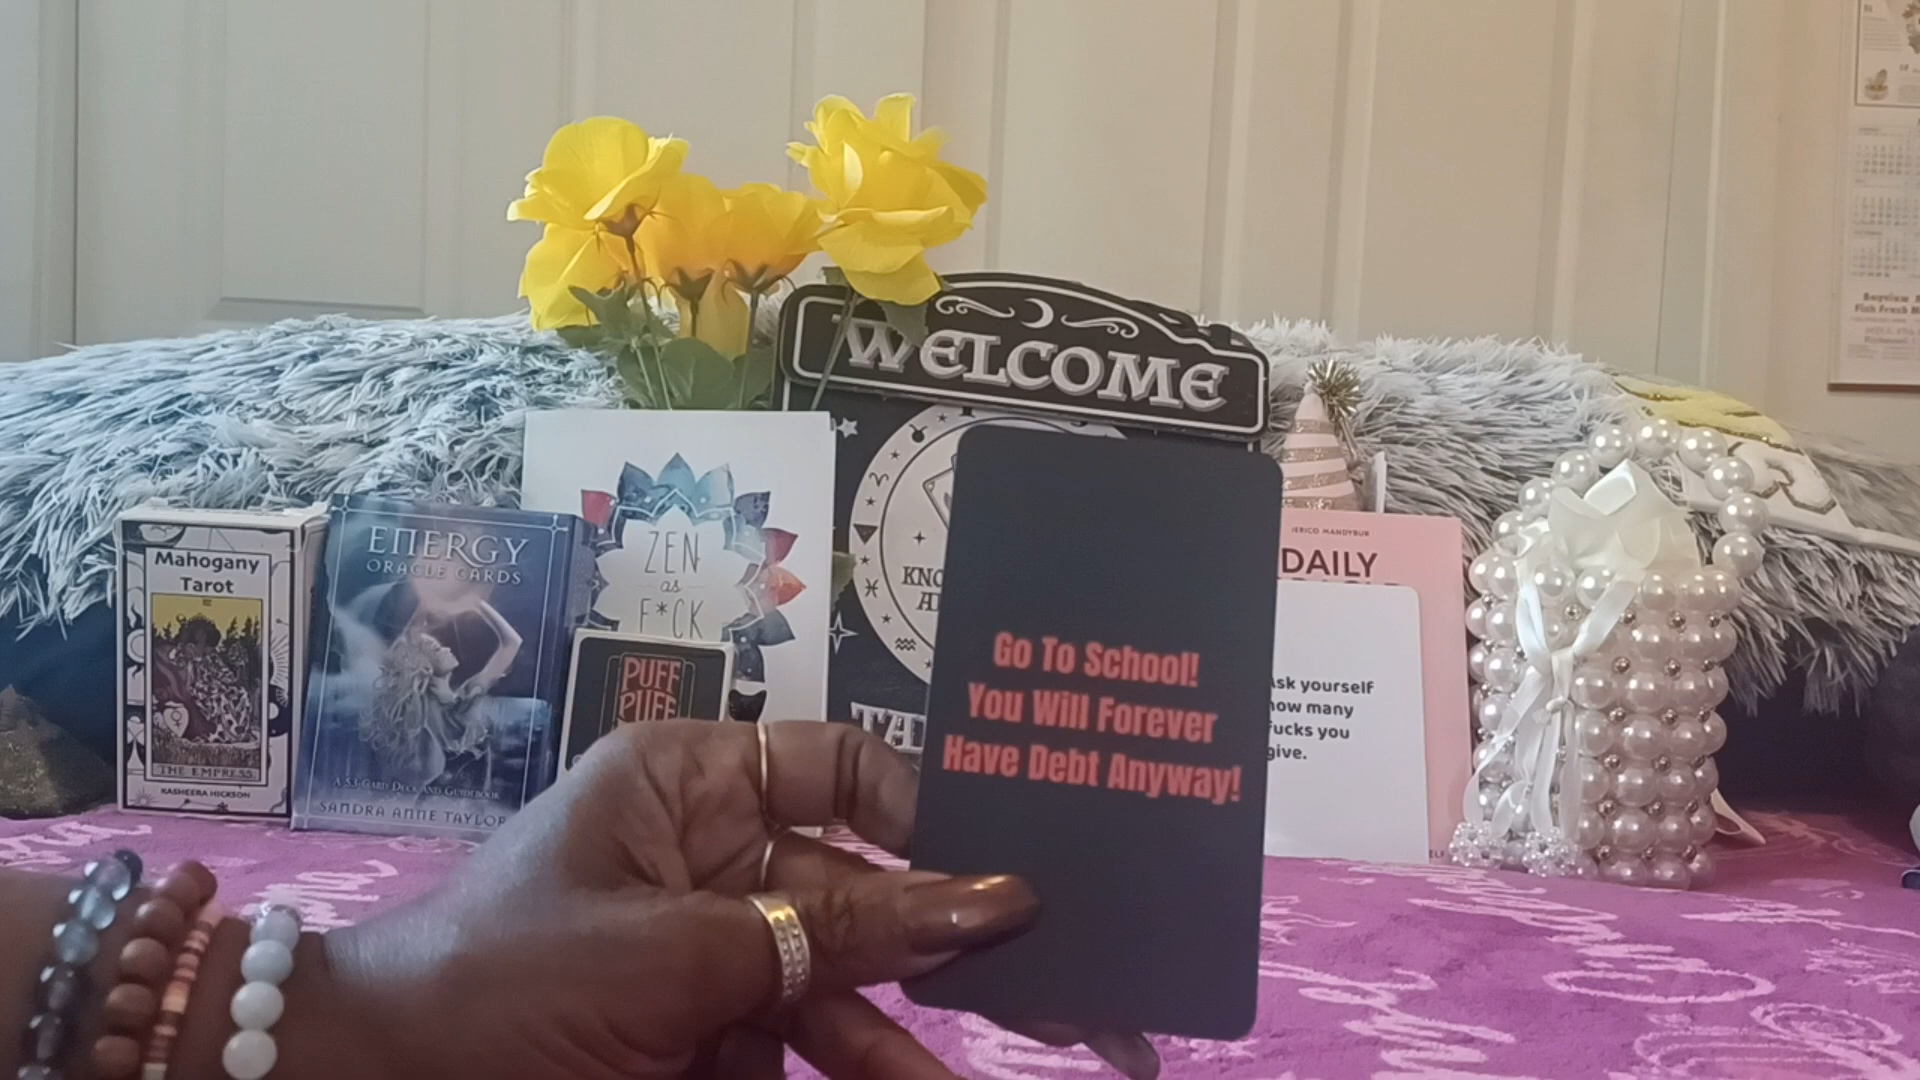 WELCOME
Mahogany
Tarot
THE EMPRESS.
KASHEERA HICKSON
ENERGY
ORACLE CARDS
A 53-CARD DECK AND GUIDEBOOK
SANDRA ANNE TAYLOR
ZEN
as
F*CK
PUFF
PUFF
Go To School!
You Will Forever
Have Debt Anyway!
JERICO MANDYBUR
DAILY
Ask yourself
how many
fucks you
give.